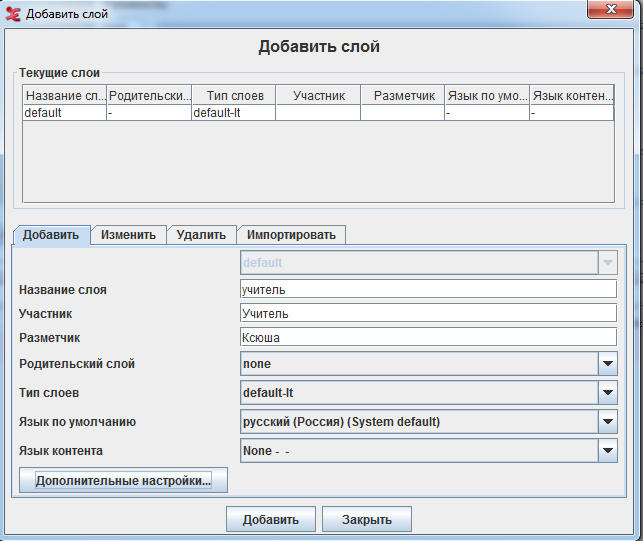 Добавить слой
Добавить слой
Текущие слои
Название сл... Родительски... Тип слоев Участник Разметчик Язык по умо... Язык контен...
default - default-lt - -
Добавить Изменить Удалить Импортировать
default
Название слоя учитель
Участник Учитель
Разметчик Ксюша
Родительский слой none
Тип слоев default-lt
Язык по умолчанию русский (Россия) (System default)
Язык контента None - -
Дополнительные настройки...
Добавить Закрыть